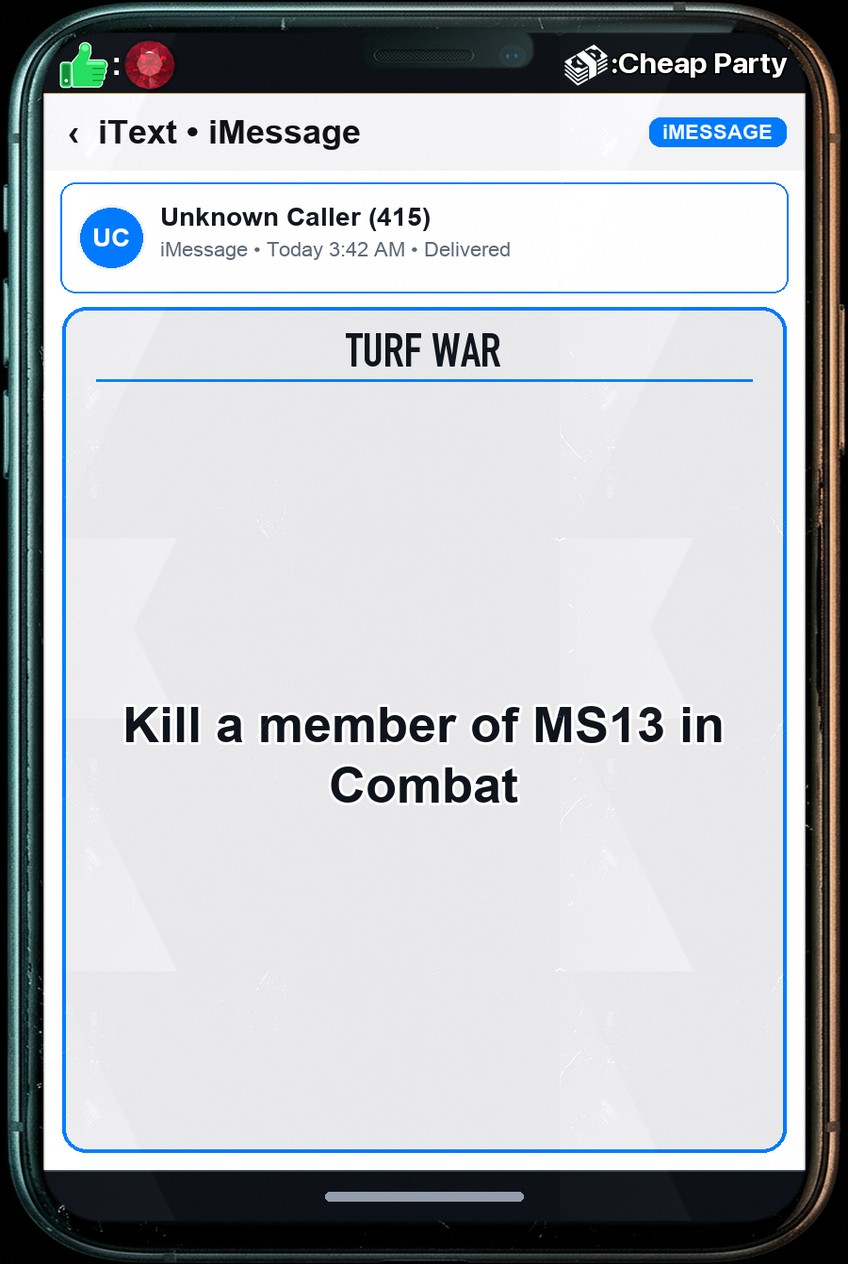 :
:Cheap Party
‹ iText • iMessage
iMESSAGE
UC
Unknown Caller (415)
iMessage • Today 3:42 AM • Delivered
TURF WAR
Kill a member of MS13 in
Combat